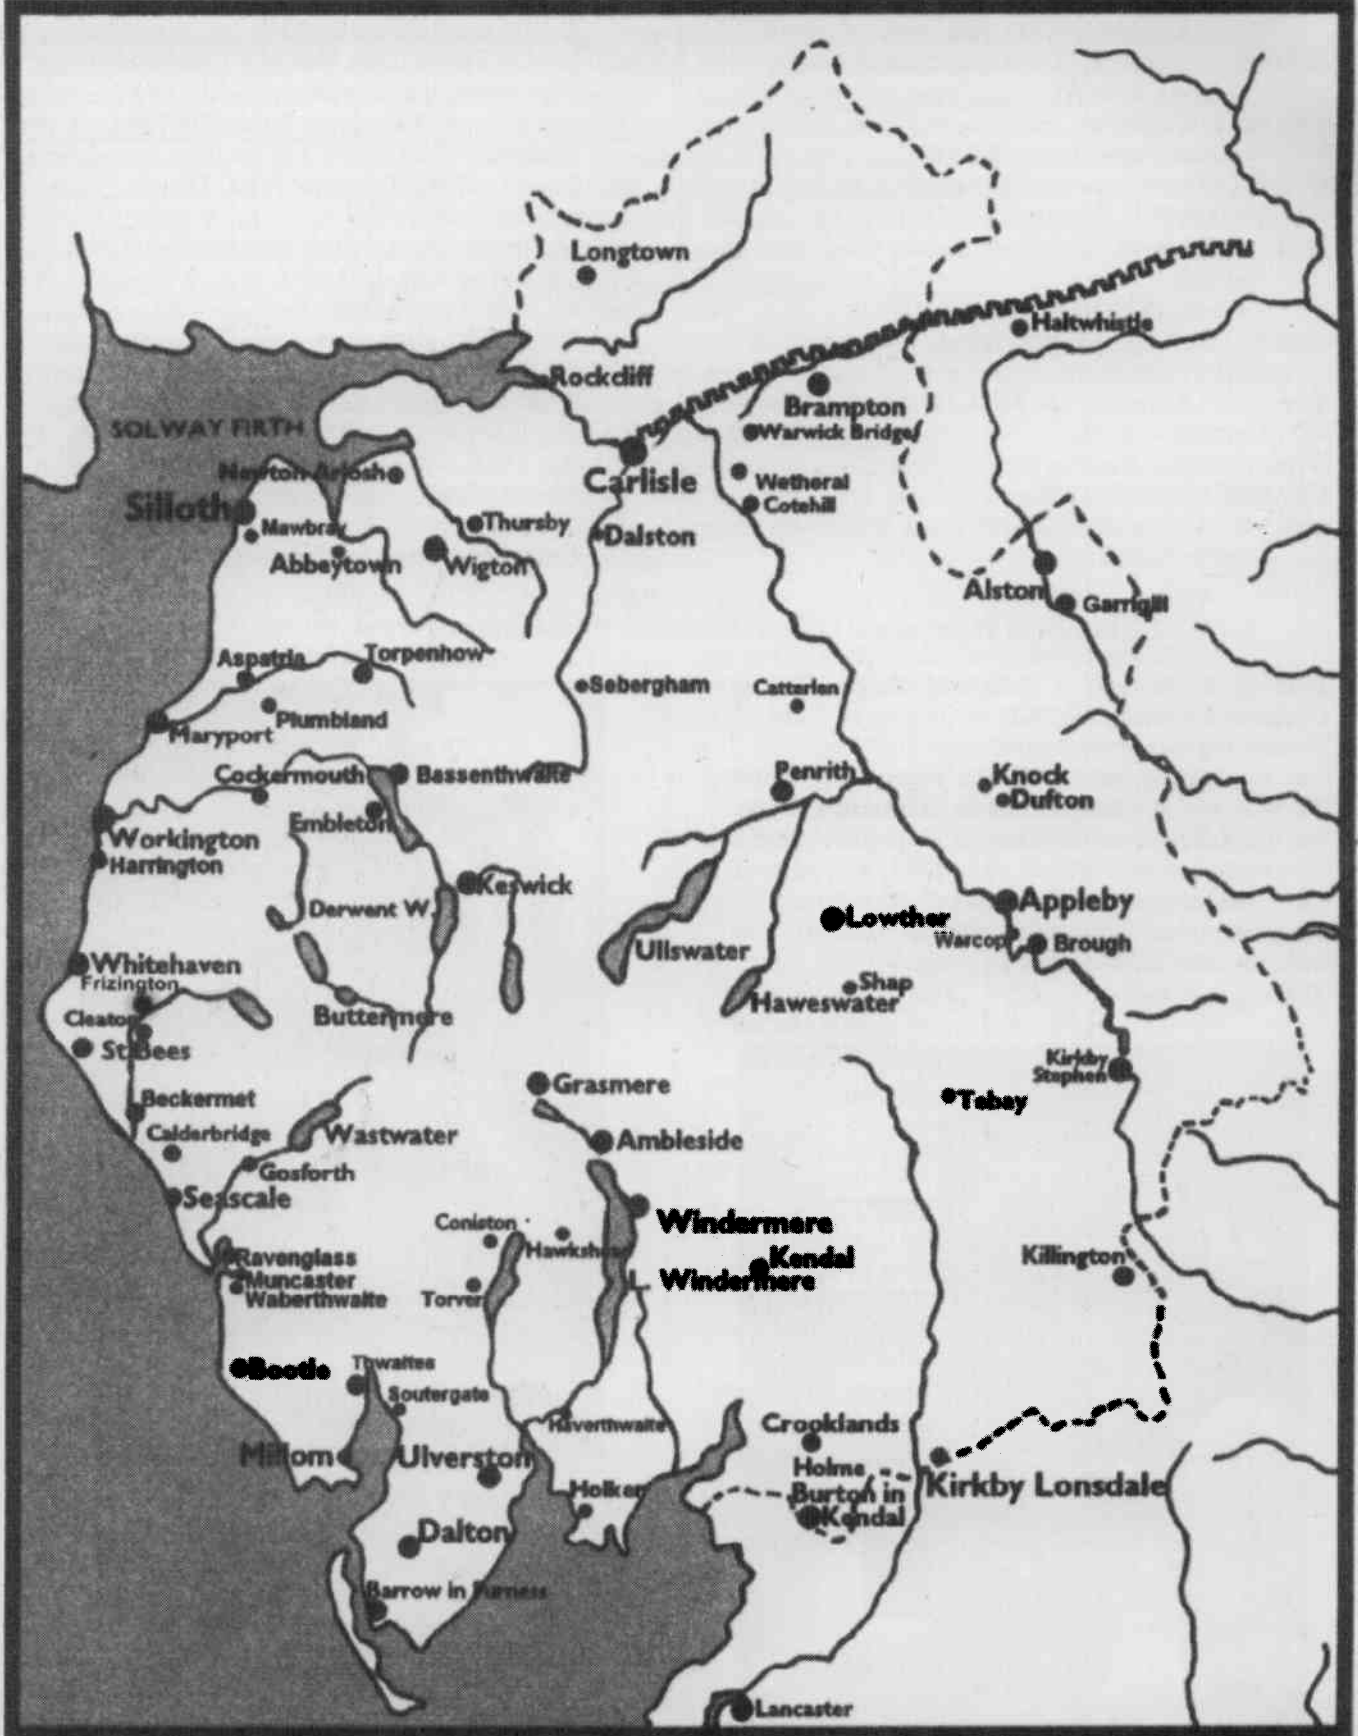 Longtown
Haltwhistle
Rockcliff
Brampton
SOLWAY FIRTH
Warwick Bridge
Newton Arlosh
Carlisle
Wetheral
Silloth
Cotehill
Mawbray
Thursby
Dalston
Abbeytown
Wigton
Alston
Garrigill
Aspatria
Torpenhow
Sebergham
Catterlen
Plumbland
Maryport
Cockermouth
Bassenthwaite
Penrith
Knock
Dufton
Embleton
Workington
Harrington
Keswick
Derwent W.
Lowther
Appleby
Warcop
Brough
Ullswater
Whitehaven
Frizington
Shap
Haweswater
Cleator
Buttermere
St Bees
Kirkby
Stephen
Grasmere
Beckermet
Tebay
Calderbridge
Wastwater
Ambleside
Gosforth
Seascale
Coniston
Windermere
Hawkshead
Ravenglass
Kendal
Killington
Muncaster
L. Windermere
Waberthwaite
Torver
Bootle
Thwaites
Soutergate
Haverthwaite
Crooklands
Millom
Ulverston
Holme
Kirkby Lonsdale
Holker
Burton in
Kendal
Dalton
Barrow in Furness
Lancaster